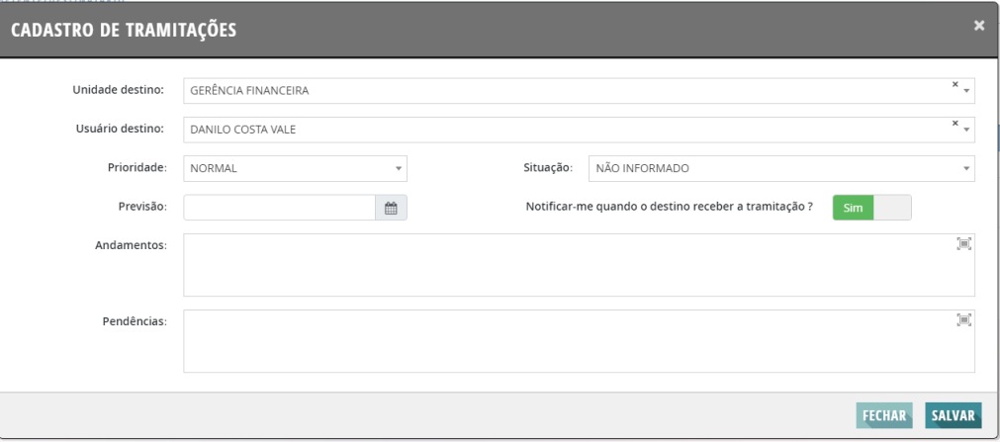 CADASTRO DE TRAMITAÇÕES ×
Unidade destino: GERÊNCIA FINANCEIRA × 
Usuário destino: DANILO COSTA VALE ×
Prioridade: NORMAL Situação: NÃO INFORMADO
Previsão: Notificar-me quando o destino receber a tramitação ? Sim
Andamentos:
Pendências:
FECHAR SALVAR